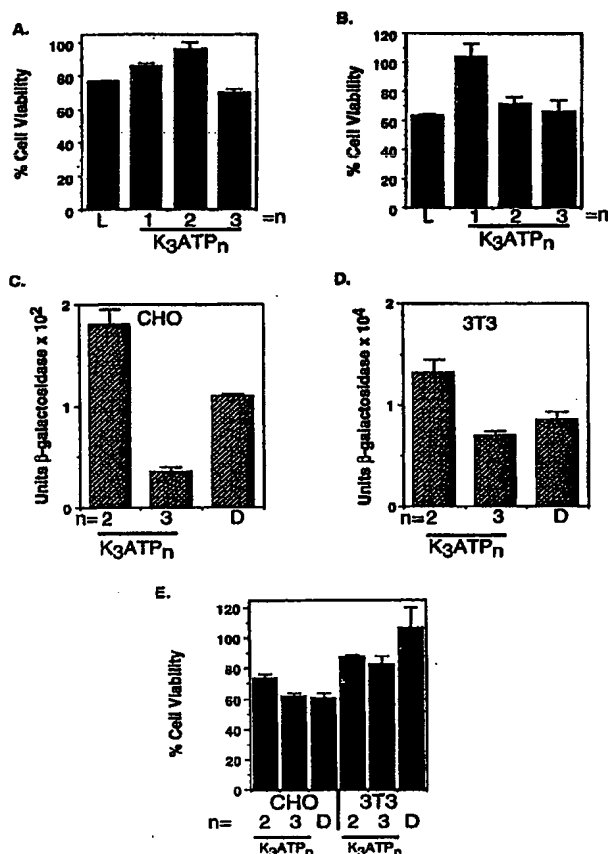 A.
% Cell Viability
100
80
60
40
20
0
L 1 2 3 =n
K3ATPn
B.
% Cell Viability
120
100
80
60
40
20
0
L 1 2 3 =n
K3ATPn
C.
Units β-galactosidase x 10²
2
1
0
CHO
n= 2 3 D
K3ATPn
D.
Units β-galactosidase x 10⁴
2
1
0
3T3
n= 2 3 D
K3ATPn
E.
% Cell Viability
120
100
80
60
40
20
0
CHO 3T3
n= 2 3 D 2 3 D
K3ATPn K3ATPn